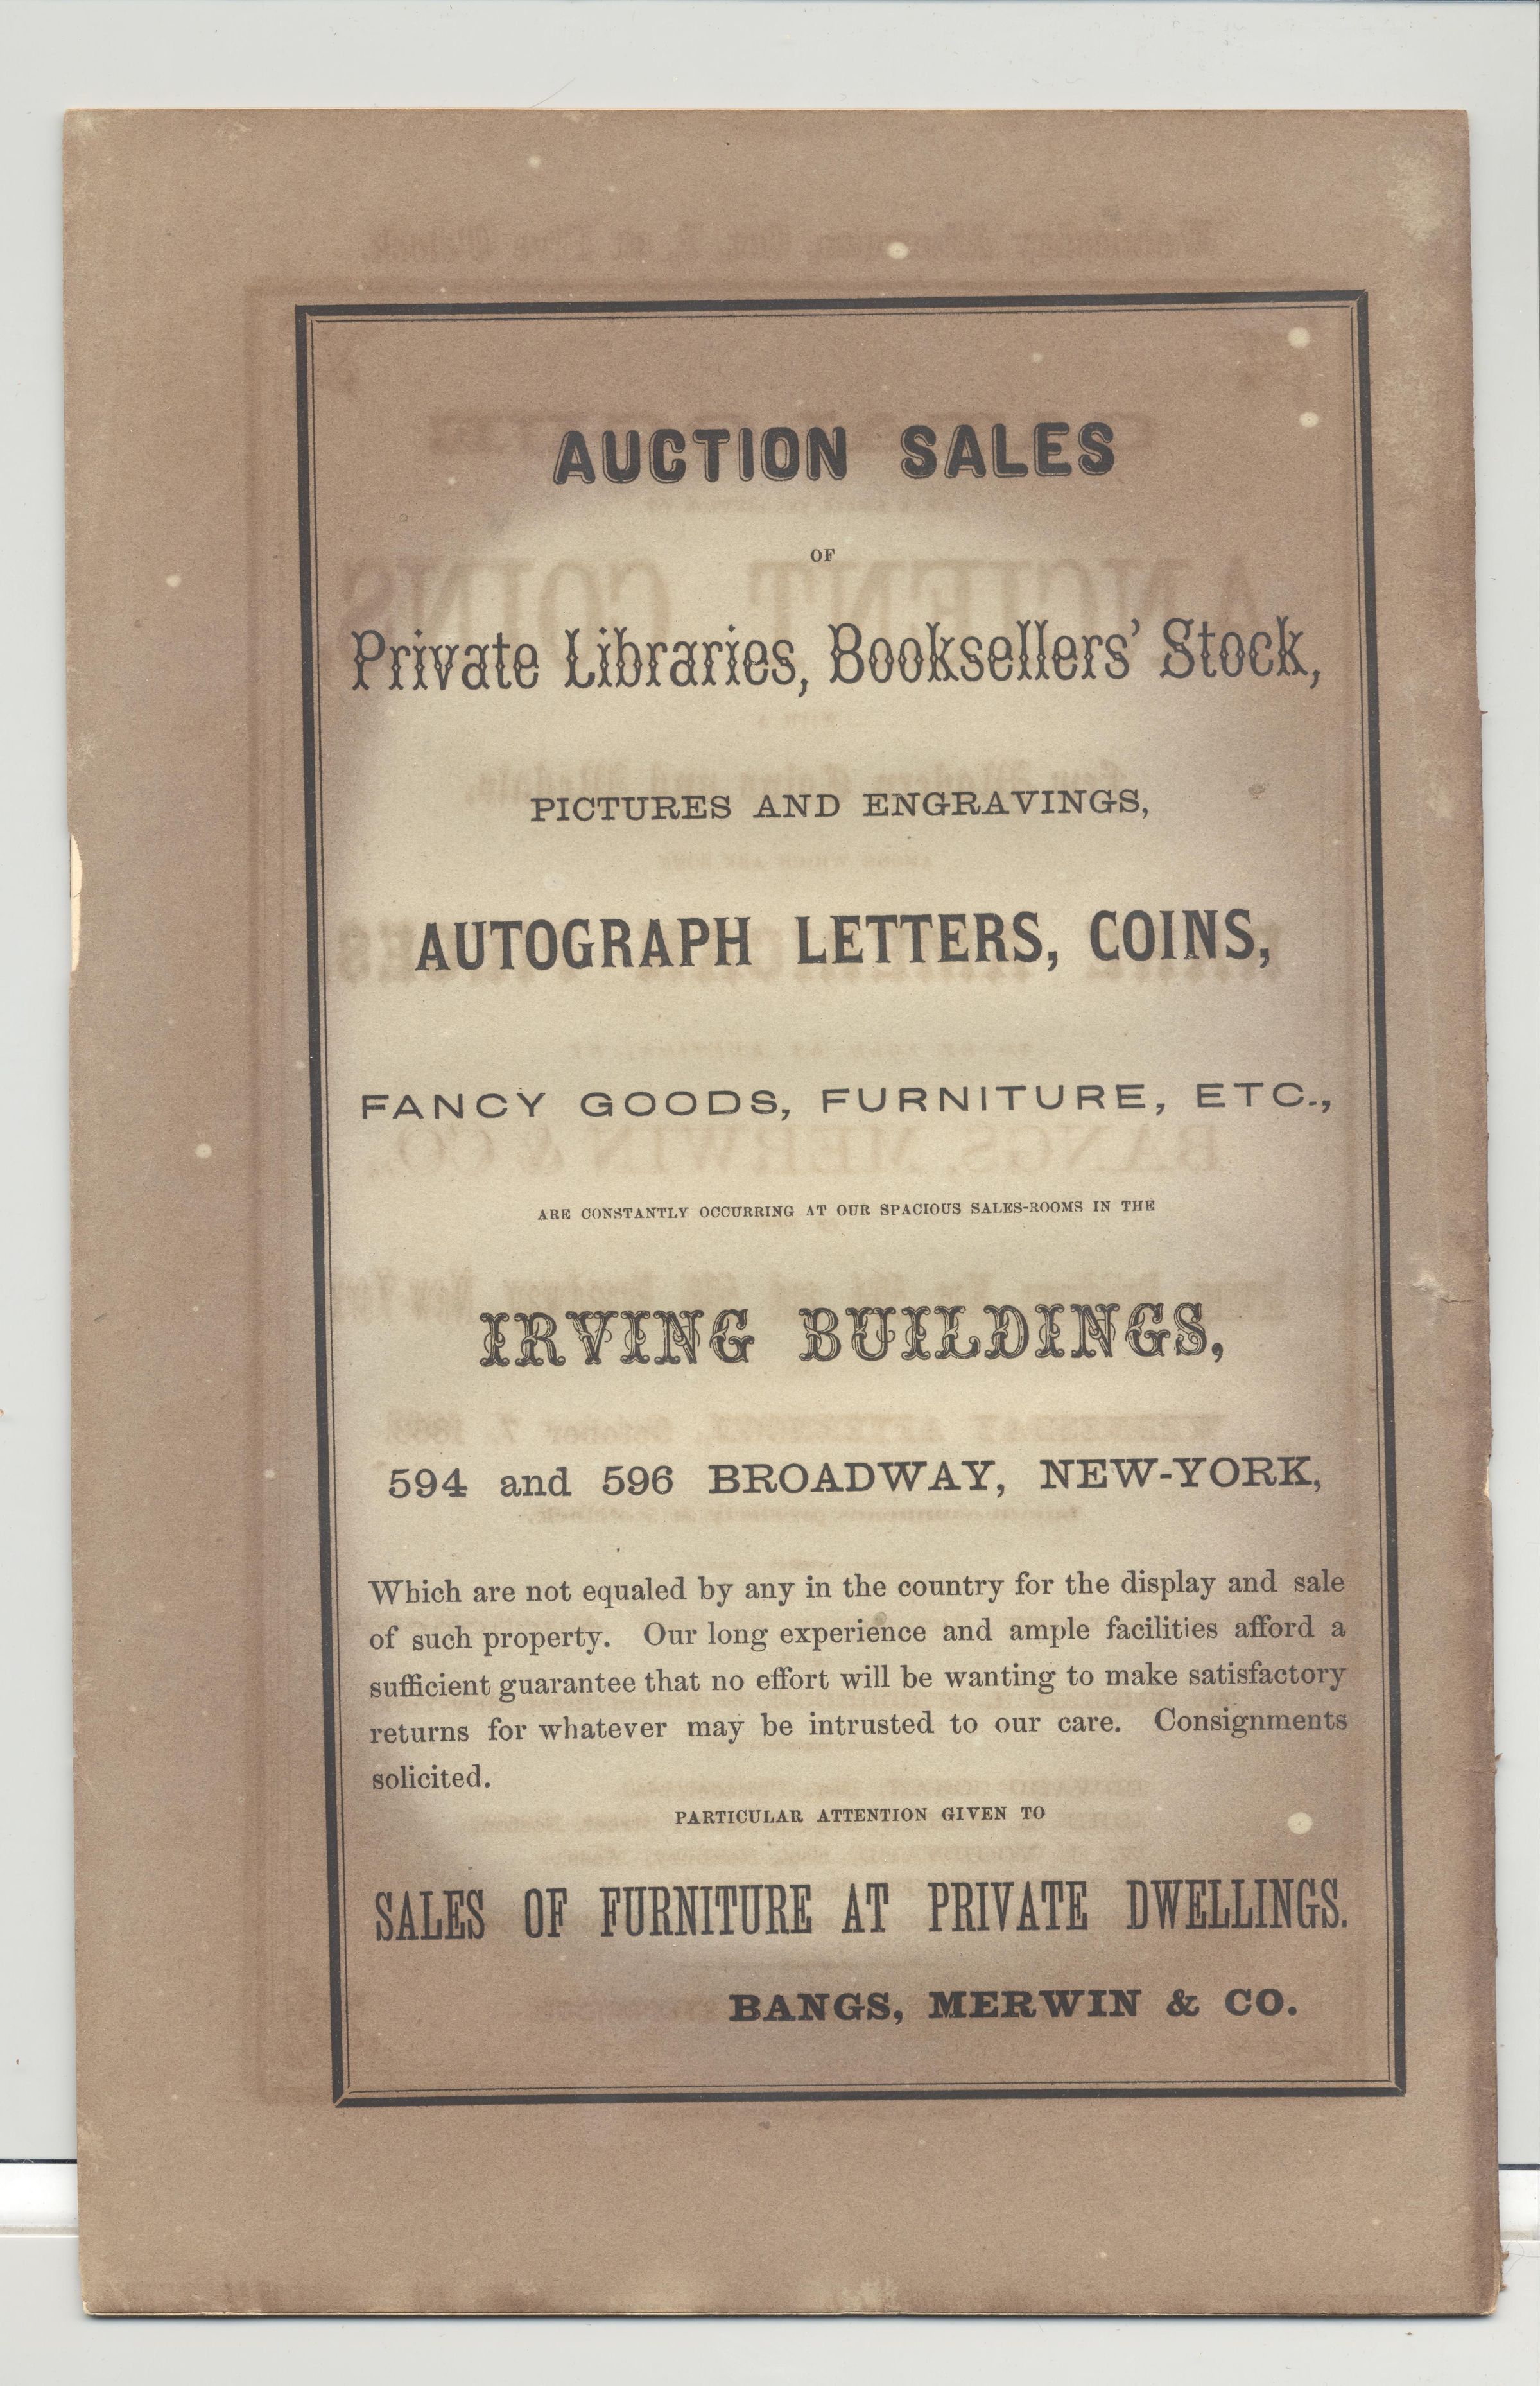 AUCTION SALES
OF
Private Libraries, Booksellers' Stock,
PICTURES AND ENGRAVINGS,
AUTOGRAPH LETTERS, COINS,
FANCY GOODS, FURNITURE, ETC.,
ARE CONSTANTLY OCCURRING AT OUR SPACIOUS SALES-ROOMS IN THE
IRVING BUILDINGS,
594 and 596 BROADWAY, NEW-YORK,
Which are not equaled by any in the country for the display and sale
of such property. Our long experience and ample facilities afford a
sufficient guarantee that no effort will be wanting to make satisfactory
returns for whatever may be intrusted to our care. Consignments
solicited.
PARTICULAR ATTENTION GIVEN TO
SALES OF FURNITURE AT PRIVATE DWELLINGS.
BANGS, MERWIN & CO.